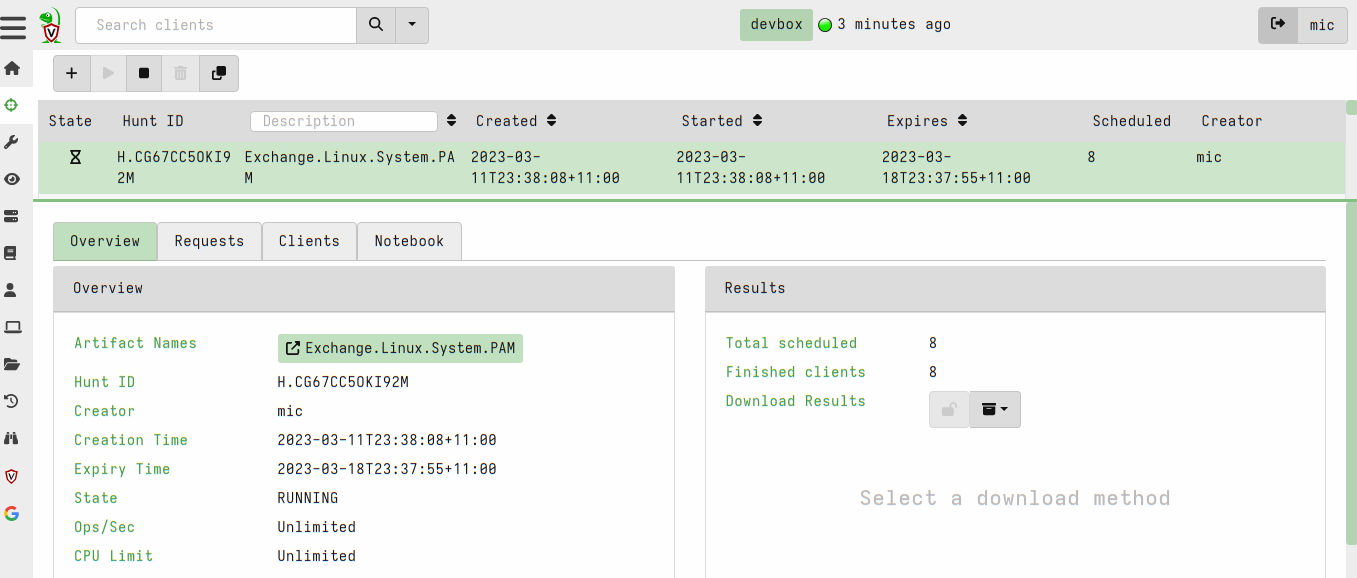 Search clients
devbox 3 minutes ago
mic
State Hunt ID Description Created Started Expires Scheduled Creator
H.CG67CC5OKI9 Exchange.Linux.System.PA 2023-03- 2023-03- 2023-03- 8 mic
2M M 11T23:38:08+11:00 11T23:38:08+11:00 18T23:37:55+11:00
Overview Requests Clients Notebook
Overview
Artifact Names Exchange.Linux.System.PAM
Hunt ID H.CG67CC5OKI92M
Creator mic
Creation Time 2023-03-11T23:38:08+11:00
Expiry Time 2023-03-18T23:37:55+11:00
State RUNNING
Ops/Sec Unlimited
CPU Limit Unlimited
Results
Total scheduled 8
Finished clients 8
Download Results
Select a download method